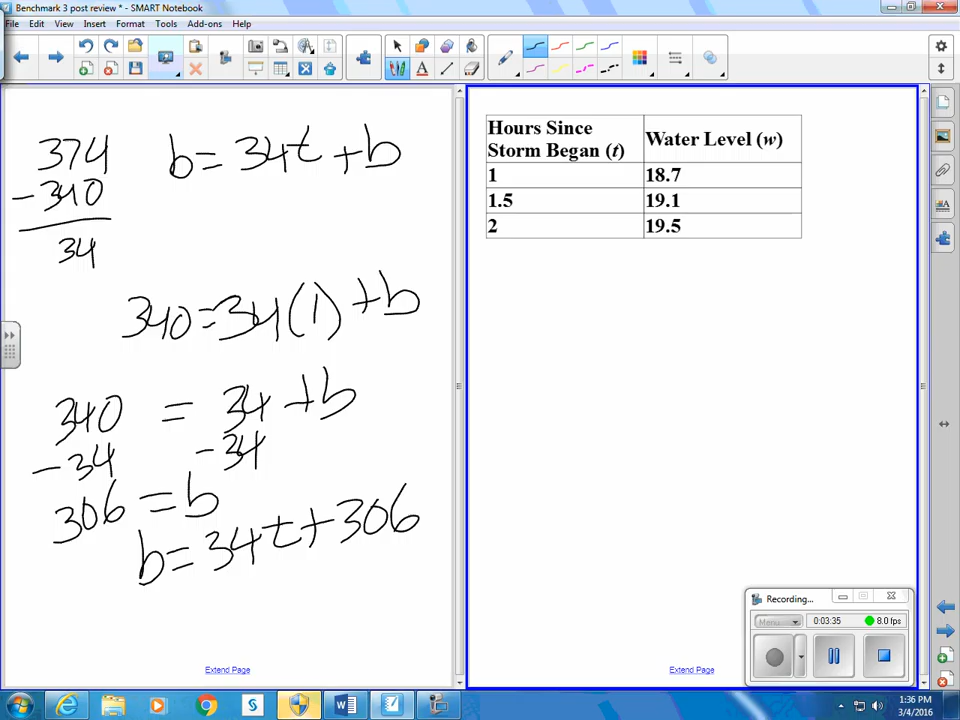 Benchmark 3 post review * - SMART Notebook
File Edit View Insert Format Tools Add-ons Help
374
-340
34
b= 34t +b
340=34(1) +b
340 = 34 +b
-34 -34
306 = b
b=34t+306
Extend Page
Hours Since Storm Began (t) Water Level (w)
1 18.7
1.5 19.1
2 19.5
Recording...
Menu 00:03:35 8.0 fps
Extend Page
1:36 PM
3/4/2016